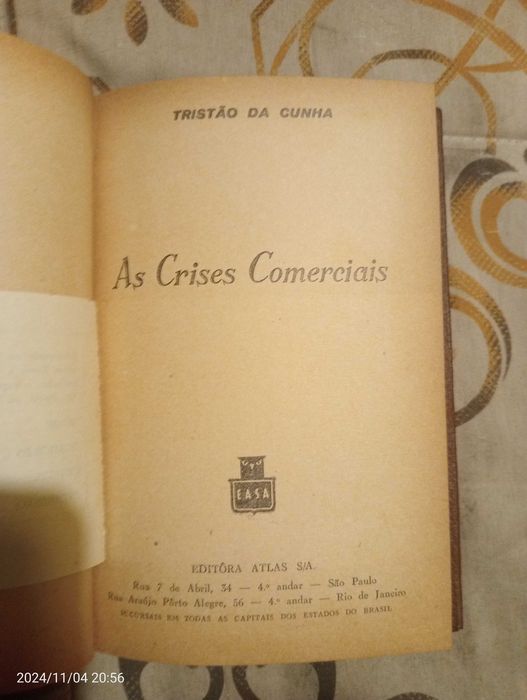 TRISTÃO DA CUNHA
As Crises Comerciais
EASA
EDITÔRA ATLAS S/A.
Rua 7 de Abril, 34 — 4.º andar — São Paulo
Rua Araújo Pôrto Alegre, 56 — 4.º andar — Rio de Janeiro
SUCURSAIS EM TODAS AS CAPITAIS DOS ESTADOS DO BRASIL
2024/11/04 20:56